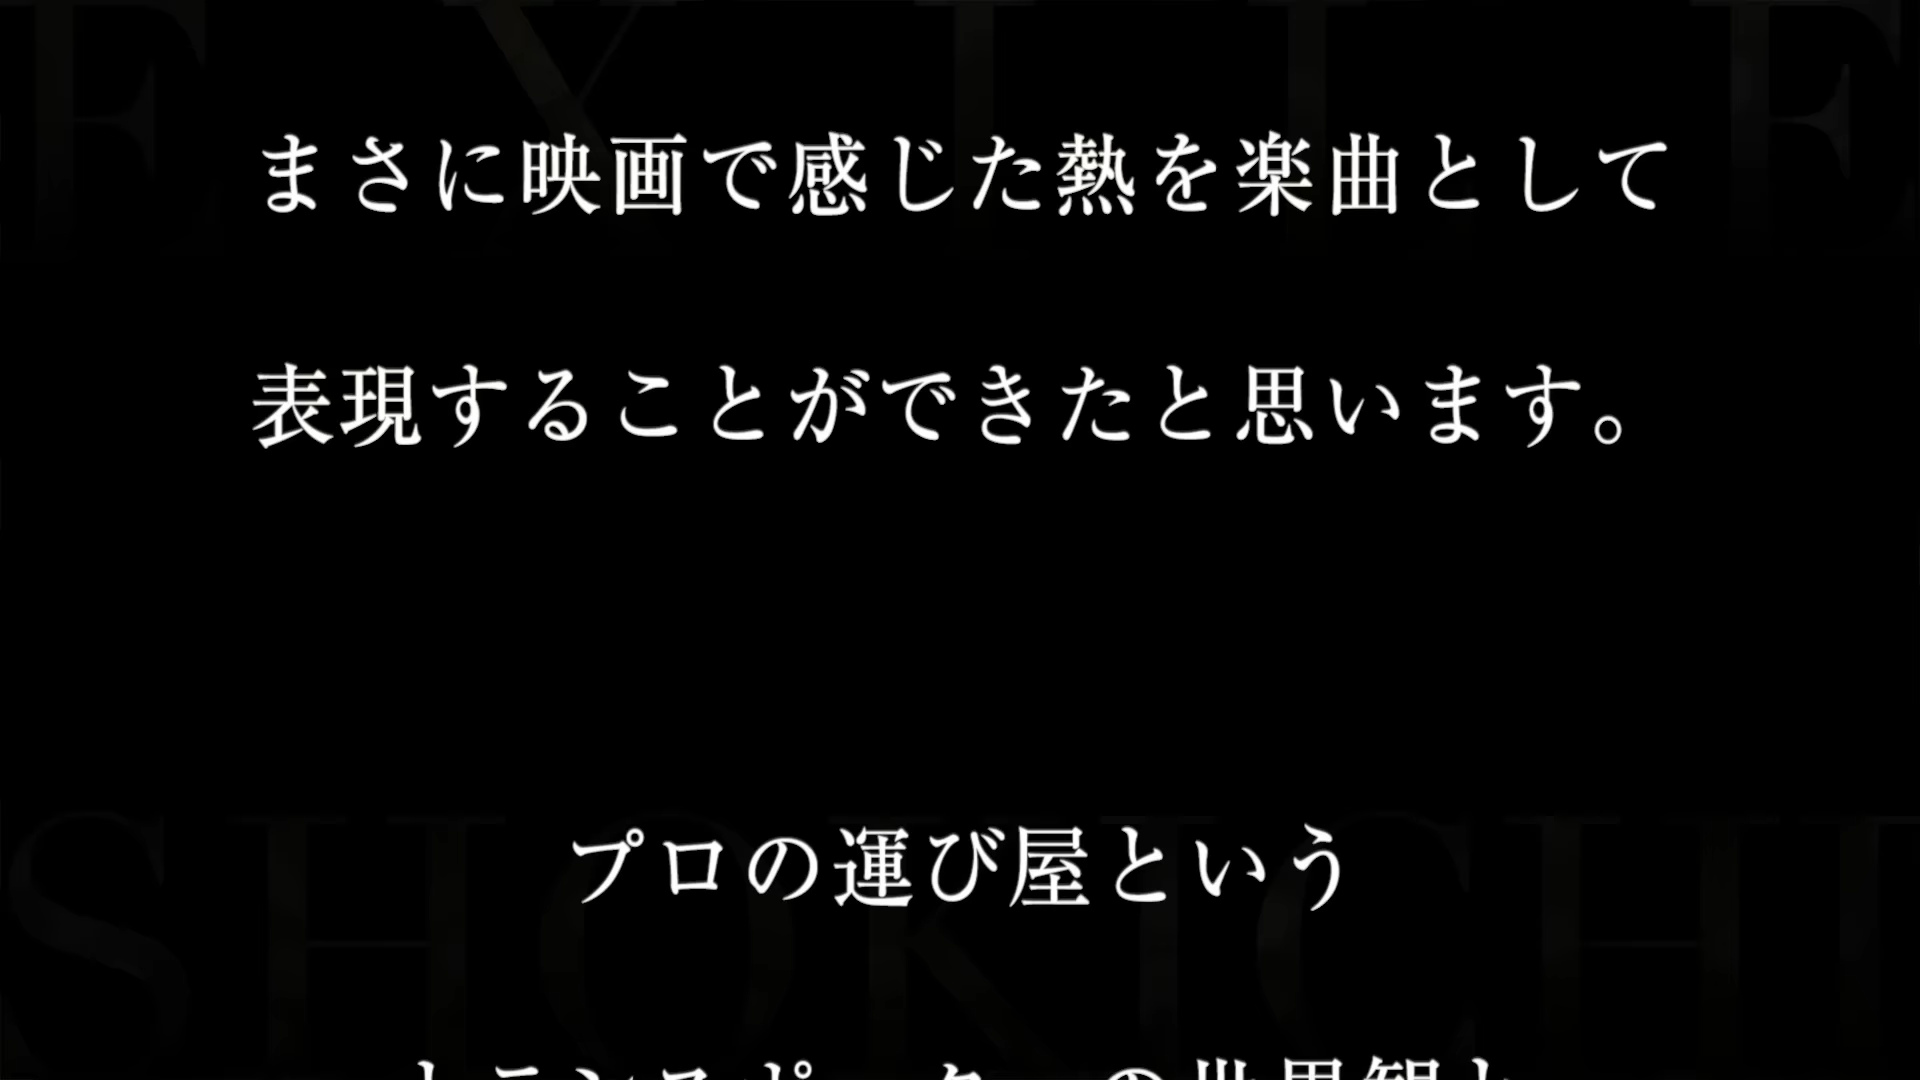 EXILE
まさに映画で感じた熱を楽曲として
表現することができたと思います。
SHOKICHI
プロの運び屋という